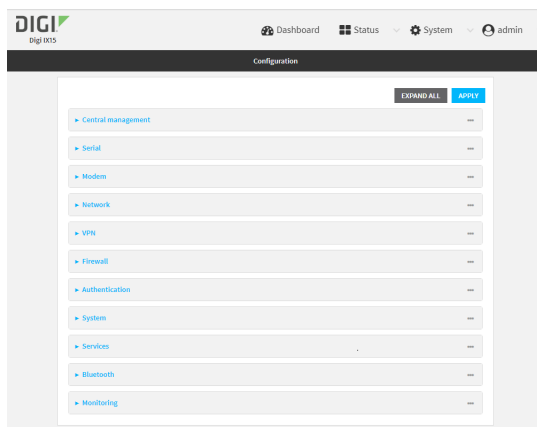 DIGI
Digi IX15
Dashboard Status System admin
Configuration
EXPAND ALL APPLY
Central management
Serial
Modem
Network
VPN
Firewall
Authentication
System
Services
Bluetooth
Monitoring